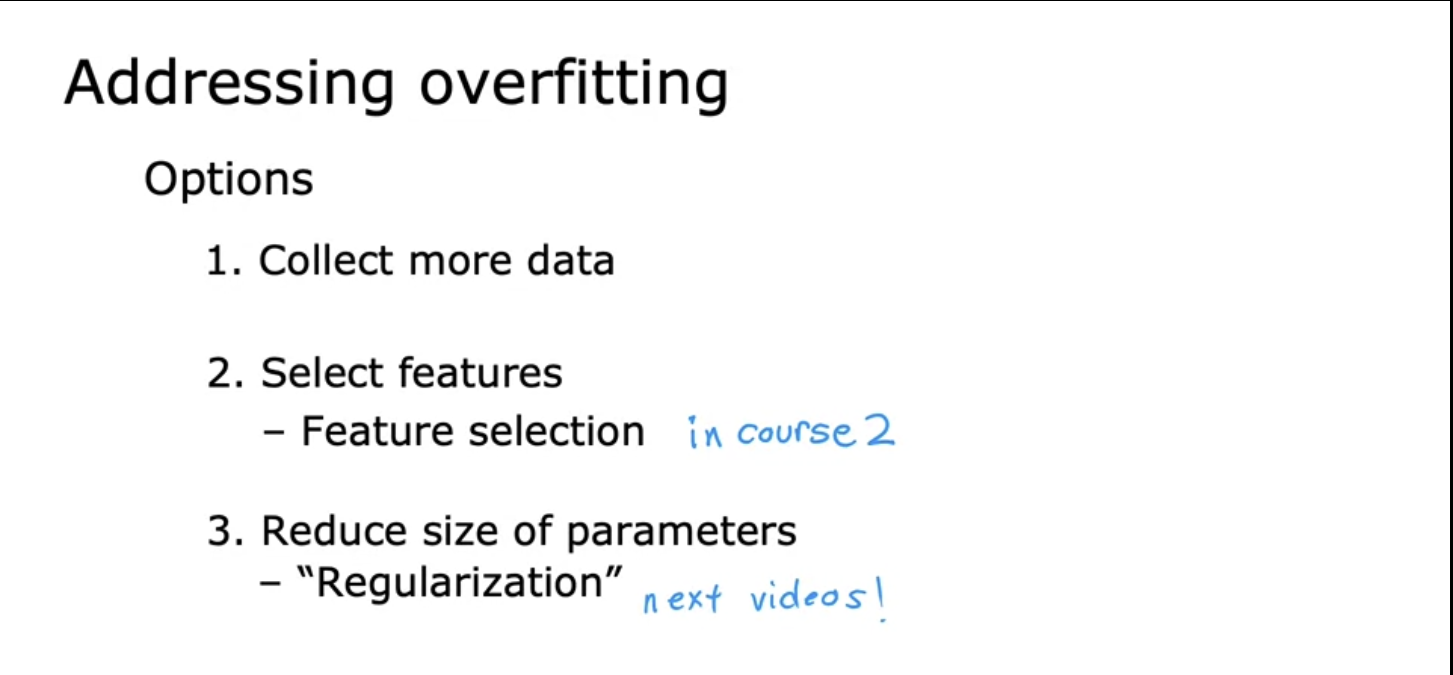 Addressing overfitting
Options
1. Collect more data
2. Select features
– Feature selection in course 2
3. Reduce size of parameters
– “Regularization” next videos!